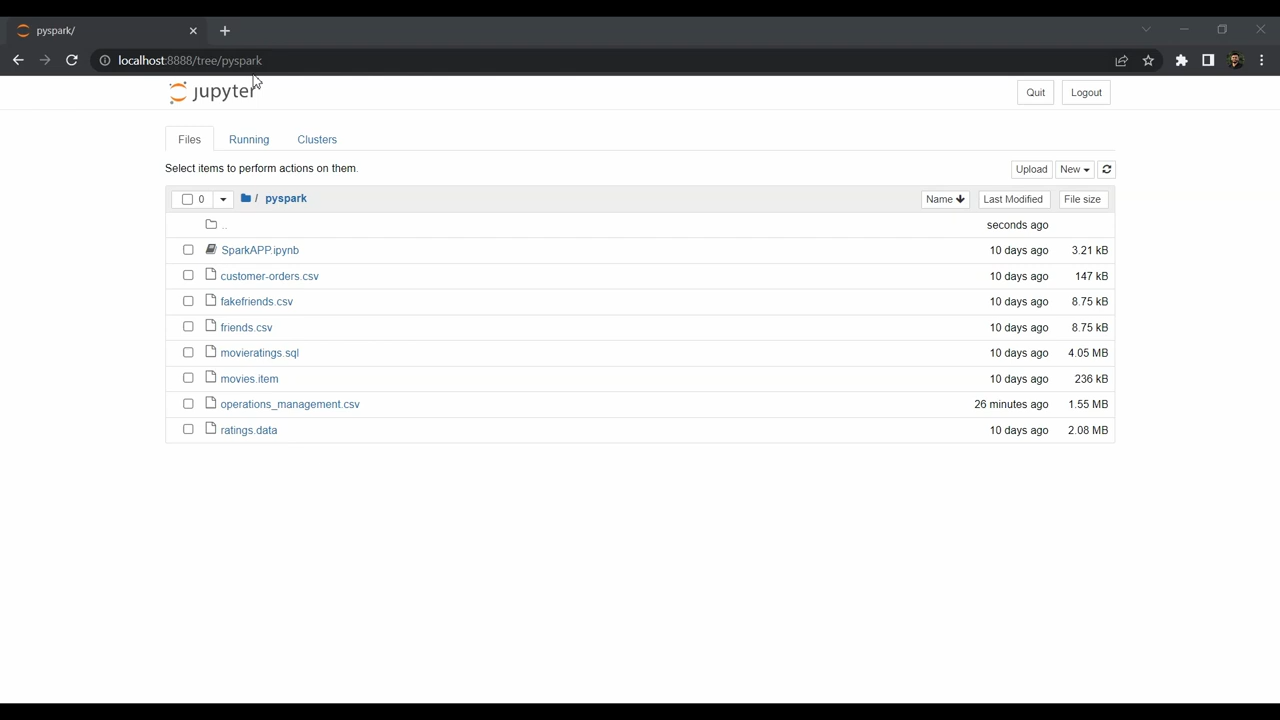 pyspark/
localhost:8888/tree/pyspark
jupyter
Quit Logout
Files Running Clusters
Select items to perform actions on them.
Upload New
0 / pyspark Name Last Modified File size
.. seconds ago
SparkAPP.ipynb 10 days ago 3.21 kB
customer-orders.csv 10 days ago 147 kB
fakefriends.csv 10 days ago 8.75 kB
friends.csv 10 days ago 8.75 kB
movieratings.sql 10 days ago 4.05 MB
movies.item 10 days ago 236 kB
operations_management.csv 26 minutes ago 1.55 MB
ratings.data 10 days ago 2.08 MB